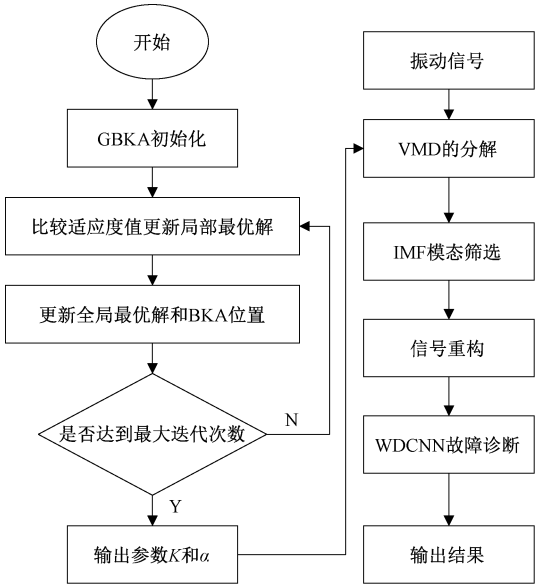 开始
GBKA初始化
比较适应度值更新局部最优解
更新全局最优解和BKA位置
是否达到最大迭代次数
N
Y
输出参数K和α
振动信号
VMD的分解
IMF模态筛选
信号重构
WDCNN故障诊断
输出结果